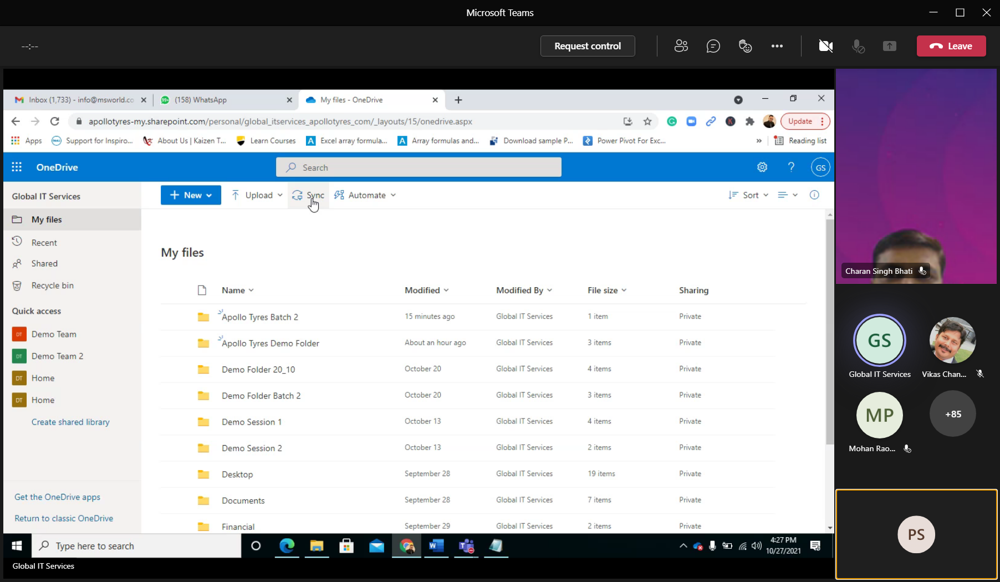 Microsoft Teams
--:--
Request control
Leave
Inbox (1,733) - info@msworld.co
99+
(158) WhatsApp
My files - OneDrive
apollotyres-my.sharepoint.com/personal/global_itservices_apollotyres_com/_layouts/15/onedrive.aspx
Update
Apps
Support for Inspiro...
About Us | Kaizen T...
Learn Courses
Excel array formula...
Array formulas and...
Download sample P...
Power Pivot For Exc...
»
Reading list
OneDrive
Search
?
GS
Global IT Services
New
Upload
Sync
Automate
Sort
My files
Recent
Shared
Recycle bin
Quick access
DT Demo Team
DT Demo Team 2
DT Home
DT Home
Create shared library
Get the OneDrive apps
Return to classic OneDrive
My files
Name Modified Modified By File size Sharing
Apollo Tyres Batch 2 15 minutes ago Global IT Services 1 item Private
Apollo Tyres Demo Folder About an hour ago Global IT Services 3 items Private
Demo Folder 20_10 October 20 Global IT Services 4 items Private
Demo Folder Batch 2 October 20 Global IT Services 3 items Private
Demo Session 1 October 13 Global IT Services 4 items Private
Demo Session 2 October 13 Global IT Services 2 items Private
Desktop September 28 Global IT Services 19 items Private
Documents September 28 Global IT Services 7 items Private
Financial September 29 Global IT Services 2 items Private
Type here to search
4:27 PM
10/27/2021
Global IT Services
Charan Singh Bhati
GS
Global IT Services
Vikas Chan...
MP
Mohan Rao...
+85
PS